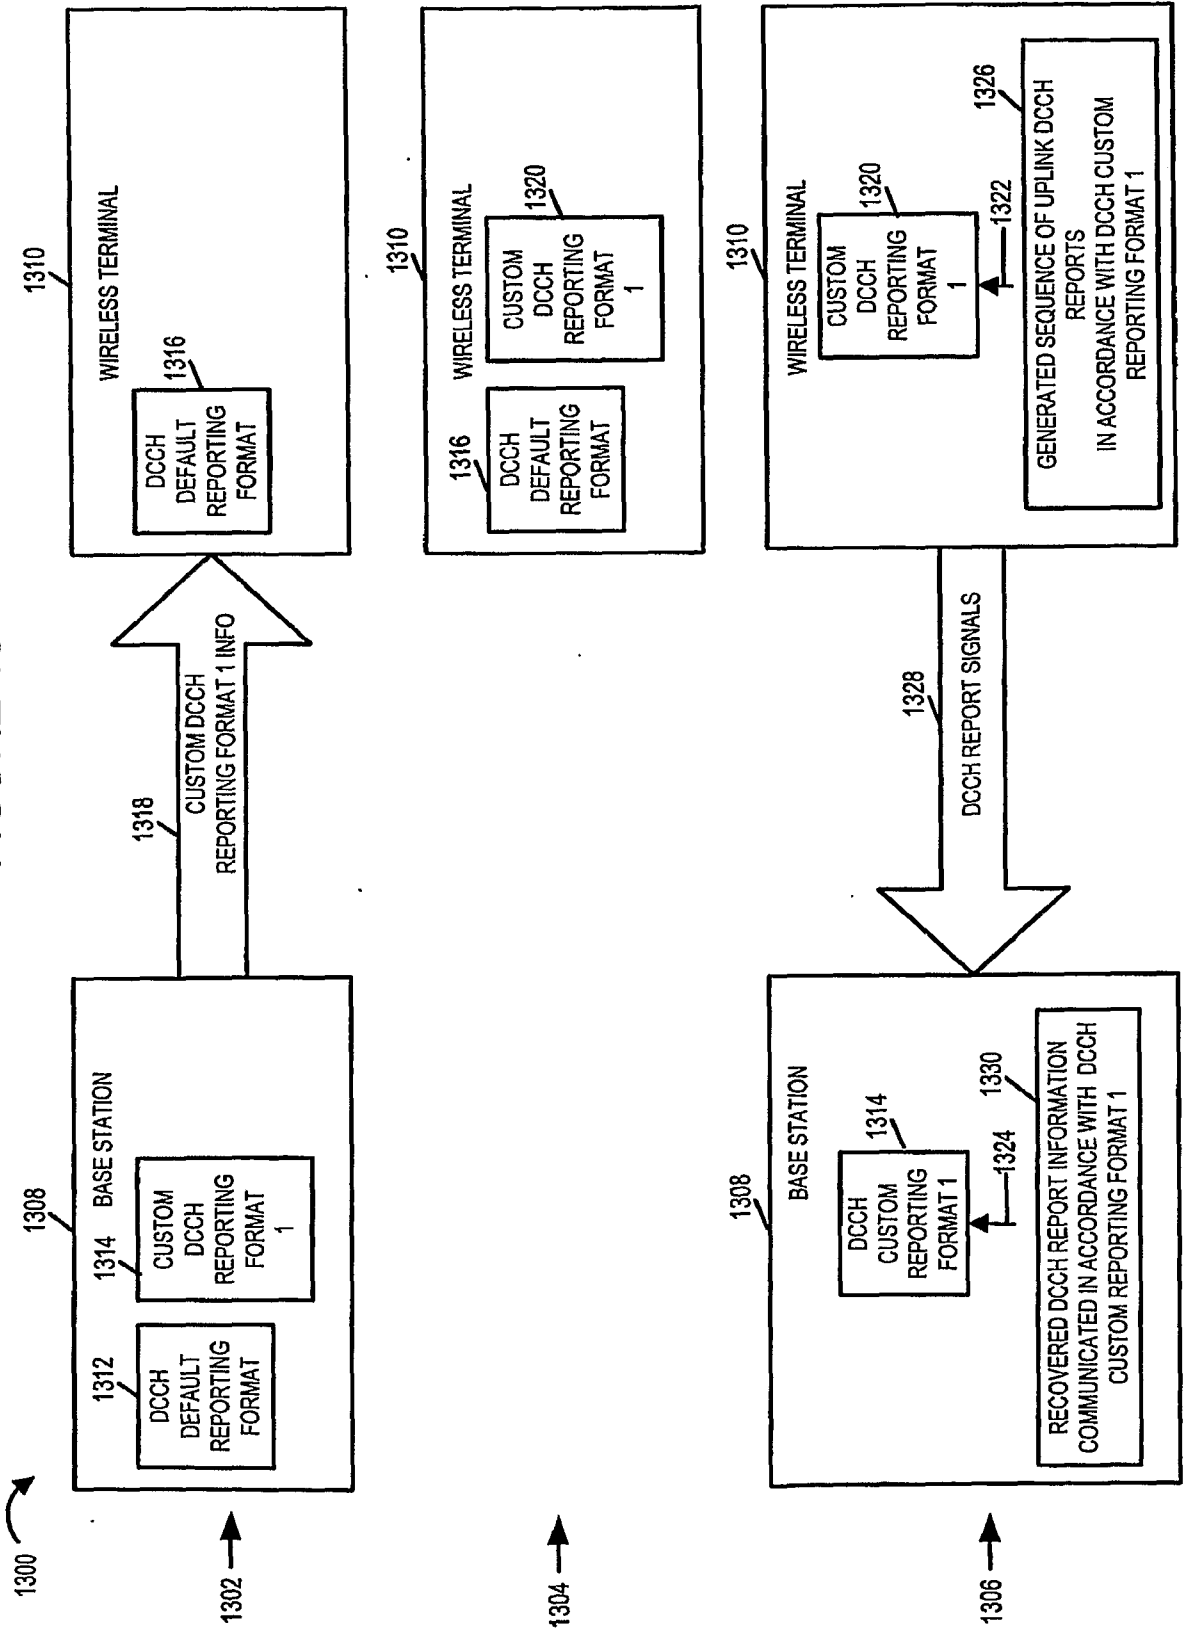 1300
1302
1308
BASE STATION
1312
DCCH
DEFAULT
REPORTING
FORMAT
1314
CUSTOM
DCCH
REPORTING
FORMAT
1
1318
CUSTOM DCCH
REPORTING FORMAT 1 INFO
1310
WIRELESS TERMINAL
1316
DCCH
DEFAULT
REPORTING
FORMAT
1304
1310
WIRELESS TERMINAL
1316
DCCH
DEFAULT
REPORTING
FORMAT
1320
CUSTOM
DCCH
REPORTING
FORMAT
1
1306
1308
BASE STATION
1314
DCCH
CUSTOM
REPORTING
FORMAT 1
1324
1330
RECOVERED DCCH REPORT INFORMATION
COMMUNICATED IN ACCORDANCE WITH DCCH
CUSTOM REPORTING FORMAT 1
1328
DCCH REPORT SIGNALS
1310
WIRELESS TERMINAL
1320
CUSTOM
DCCH
REPORTING
FORMAT
1
1322
1326
GENERATED SEQUENCE OF UPLINK DCCH
REPORTS
IN ACCORDANCE WITH DCCH CUSTOM
REPORTING FORMAT 1